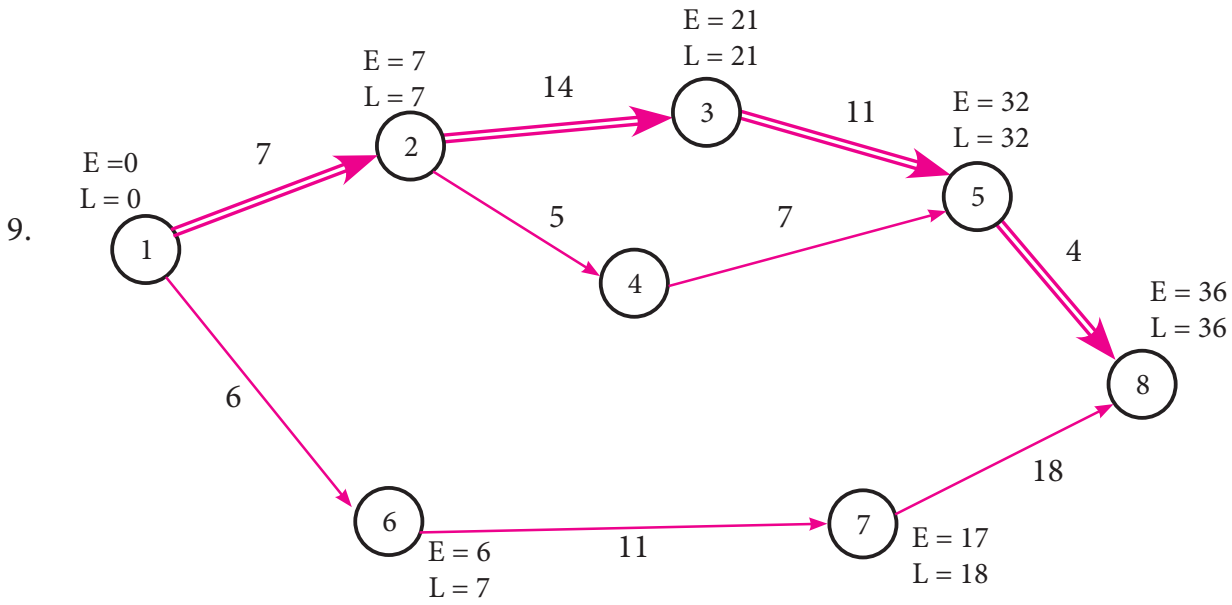 E = 21
L = 21
E = 7
L = 7
14
3
11
E = 32
L = 32
7
2
E =0
L = 0
9.
1
5
7
5
4
4
E = 36
L = 36
8
6
18
6
11
7
E = 6
L = 7
E = 17
L = 18